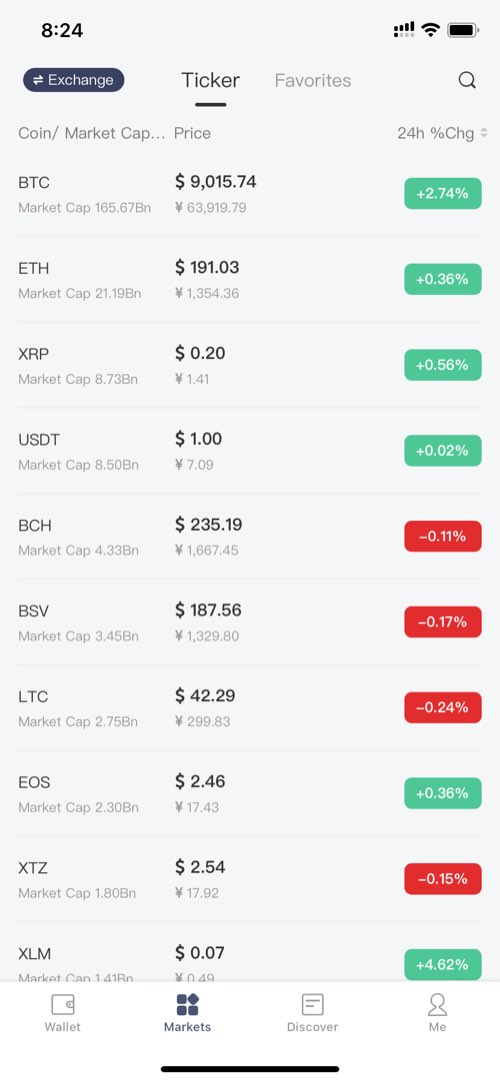 8:24
Exchange Ticker Favorites
Coin/ Market Cap... Price 24h %Chg
BTC $ 9,015.74 +2.74%
Market Cap 165.67Bn ¥ 63,919.79
ETH $ 191.03 +0.36%
Market Cap 21.19Bn ¥ 1,354.36
XRP $ 0.20 +0.56%
Market Cap 8.73Bn ¥ 1.41
USDT $ 1.00 +0.02%
Market Cap 8.50Bn ¥ 7.09
BCH $ 235.19 -0.11%
Market Cap 4.33Bn ¥ 1,667.45
BSV $ 187.56 -0.17%
Market Cap 3.45Bn ¥ 1,329.80
LTC $ 42.29 -0.24%
Market Cap 2.75Bn ¥ 299.83
EOS $ 2.46 +0.36%
Market Cap 2.30Bn ¥ 17.43
XTZ $ 2.54 -0.15%
Market Cap 1.80Bn ¥ 17.92
XLM $ 0.07 +4.62%
Market Cap 1.41Bn ¥ 0.49
Wallet Markets Discover Me